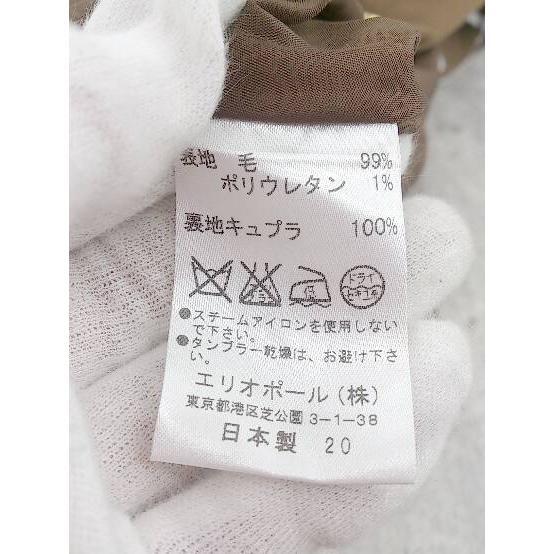 表地 毛 99%
ポリウレタン 1%
裏地キュプラ 100%
ドライ
●スチームアイロンを使用しない
で下さい。
●タンブラー乾燥は、お避け下さ
い。
エリオポール(株)
東京都港区芝公園3-1-38
日本製 20